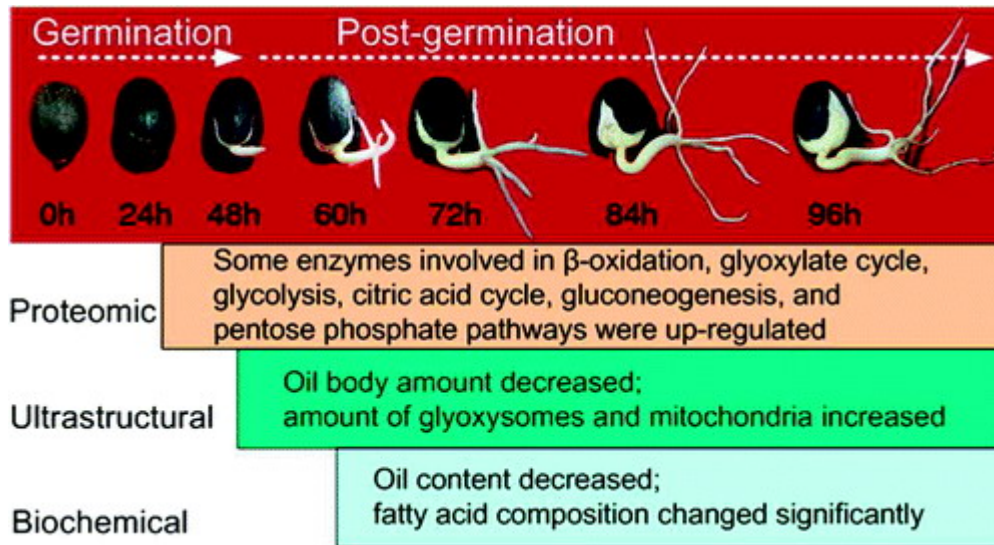 Germination
Post-germination
0h
24h
48h
60h
72h
84h
96h
Proteomic
Some enzymes involved in β-oxidation, glyoxylate cycle,
glycolysis, citric acid cycle, gluconeogenesis, and
pentose phosphate pathways were up-regulated
Ultrastructural
Oil body amount decreased;
amount of glyoxysomes and mitochondria increased
Biochemical
Oil content decreased;
fatty acid composition changed significantly